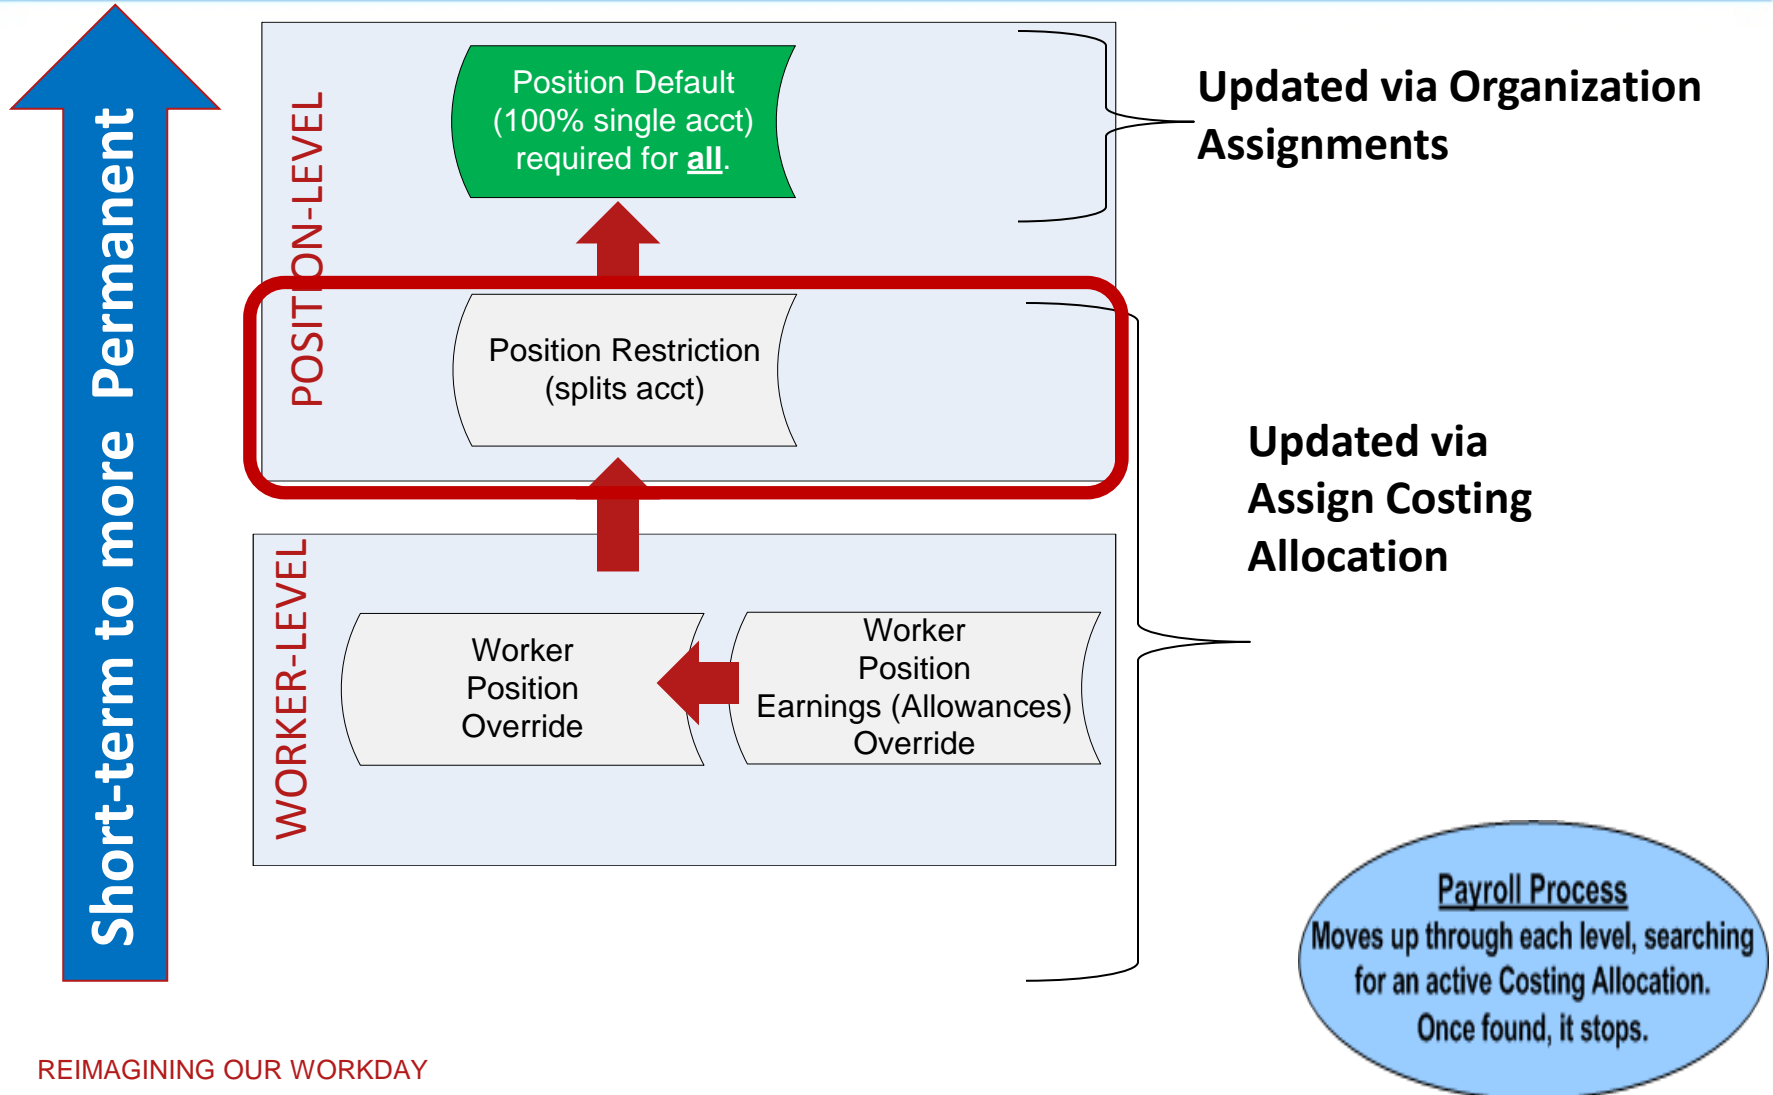 Short-term to more Permanent
POSITION-LEVEL
Position Default
(100% single acct)
required for all.
Updated via Organization
Assignments
Position Restriction
(splits acct)
Updated via
Assign Costing
Allocation
WORKER-LEVEL
Worker
Position
Override
Worker
Position
Earnings (Allowances)
Override
Payroll Process
Moves up through each level, searching
for an active Costing Allocation.
Once found, it stops.
REIMAGINING OUR WORKDAY